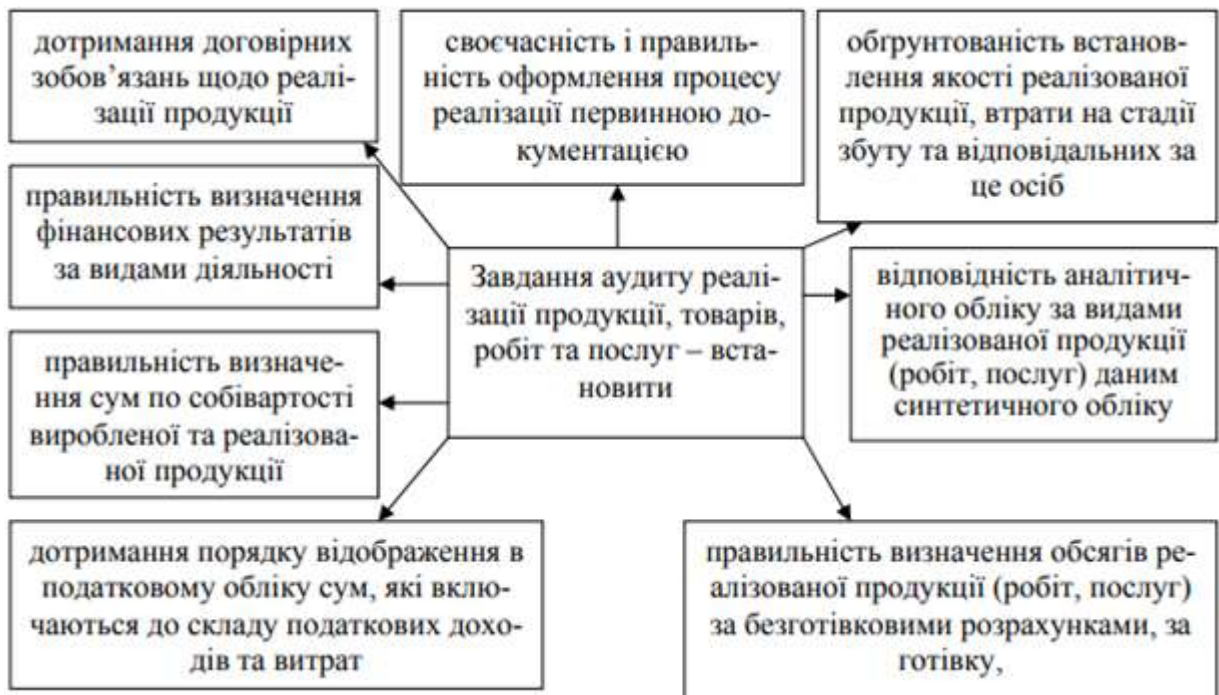 дотримання договірних
зобов’язань щодо реалі-
зації продукції
своєчасність і правиль-
ність оформлення процесу
реалізації первинною до-
кументацією
обґрунтованість встанов-
лення якості реалізованої
продукції, втрати на стадії
збуту та відповідальних за
це осіб
правильність визначення
фінансових результатів
за видами діяльності
Завдання аудиту реалі-
зації продукції, товарів,
робіт та послуг – вста-
новити
відповідність аналітич-
ного обліку за видами
реалізованої продукції
(робіт, послуг) даним
синтетичного обліку
правильність визначе-
ння сум по собівартості
виробленої та реалізова-
ної продукції
дотримання порядку відображення в
податковому обліку сум, які вклю-
чаються до складу податкових дохо-
дів та витрат
правильність визначення обсягів ре-
алізованої продукції (робіт, послуг)
за безготівковими розрахунками, за
готівку,